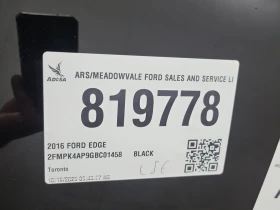 ADESA
ARS/MEADOWVALE FORD SALES AND SERVICE LI
819778
2016 FORD EDGE
2FMPK4AP9GBC01458 BLACK
Toronto